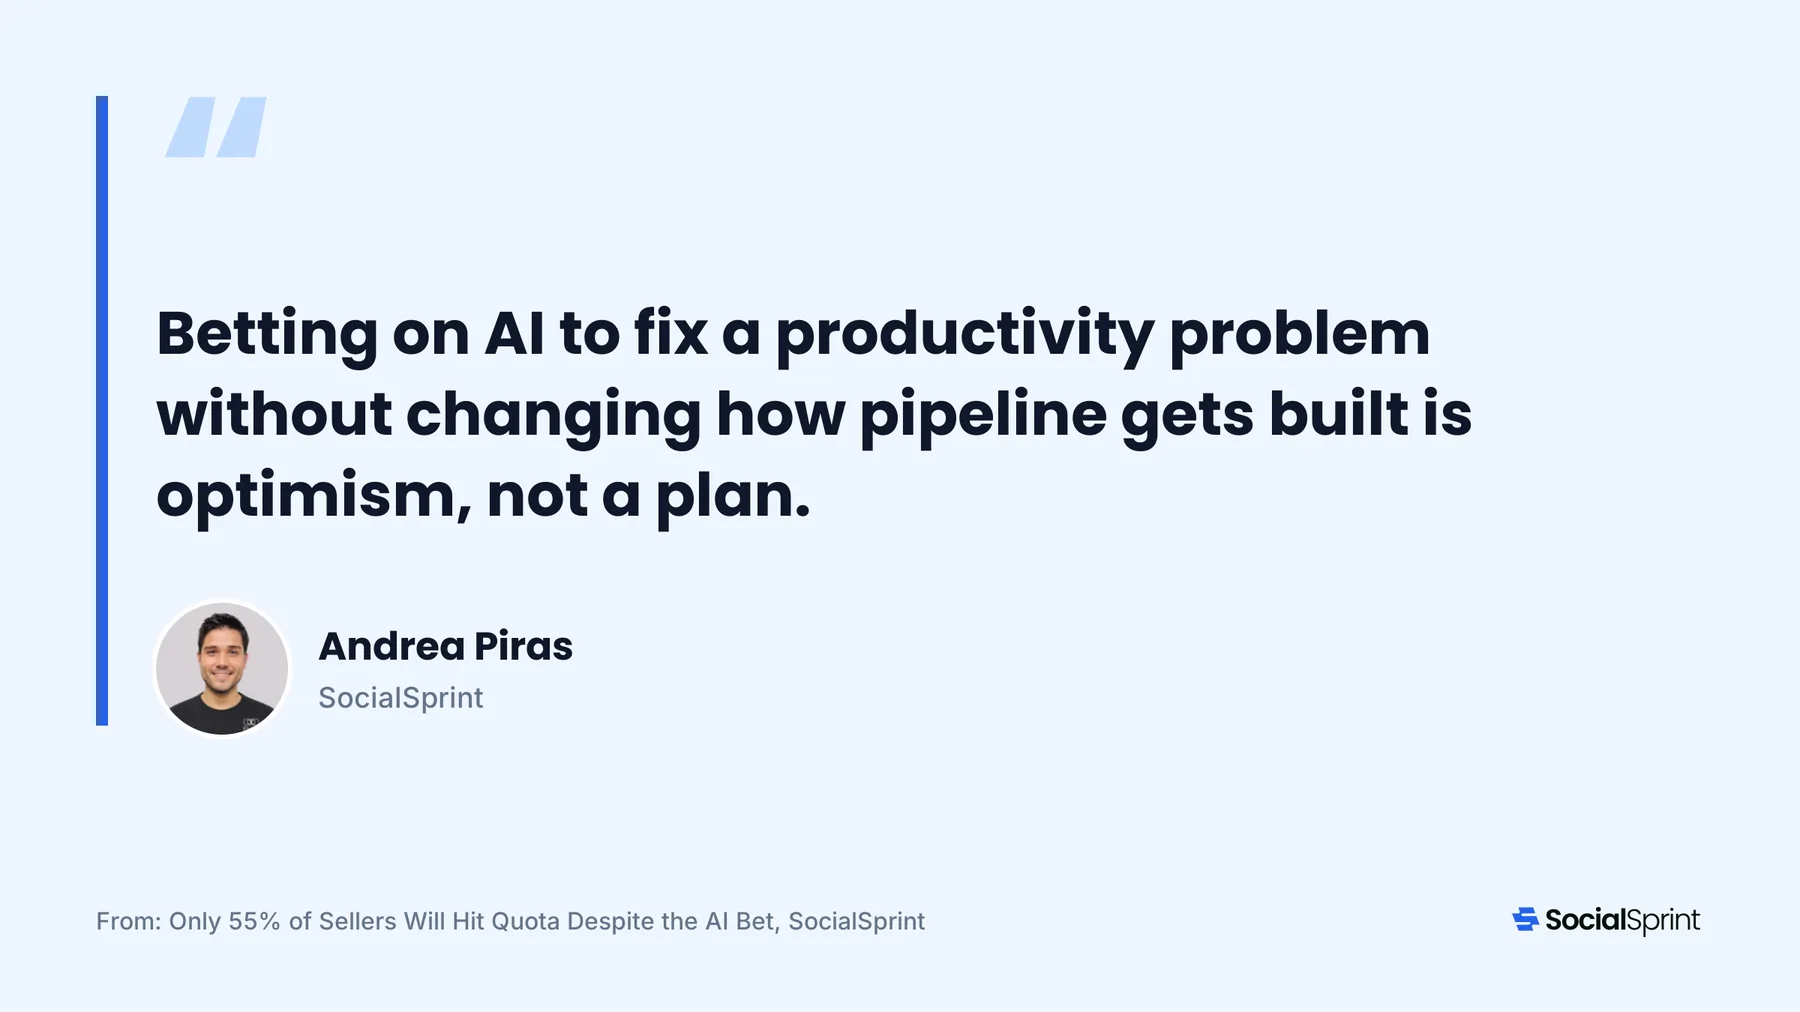 Betting on AI to fix a productivity problem
without changing how pipeline gets built is
optimism, not a plan.
Andrea Piras
SocialSprint
From: Only 55% of Sellers Will Hit Quota Despite the AI Bet, SocialSprint
SocialSprint